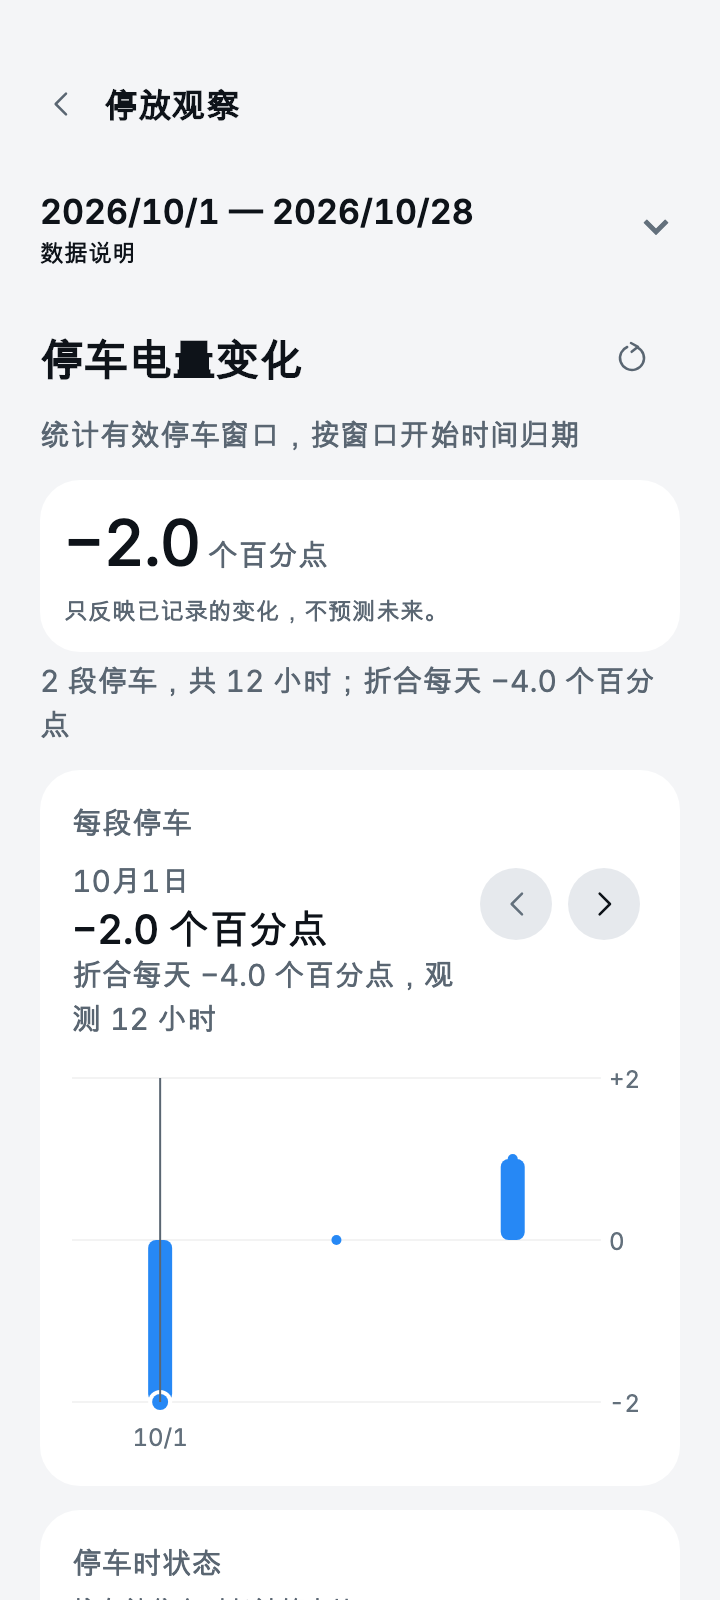 停放观察
2026/10/1 — 2026/10/28
数据说明
停车电量变化
统计有效停车窗口，按窗口开始时间归期
−2.0 个百分点
只反映已记录的变化，不预测未来。
2 段停车，共 12 小时；折合每天 −4.0 个百分
点
每段停车
10月1日
−2.0 个百分点
折合每天 −4.0 个百分点，观
测 12 小时
+2
0
-2
10/1
停车时状态